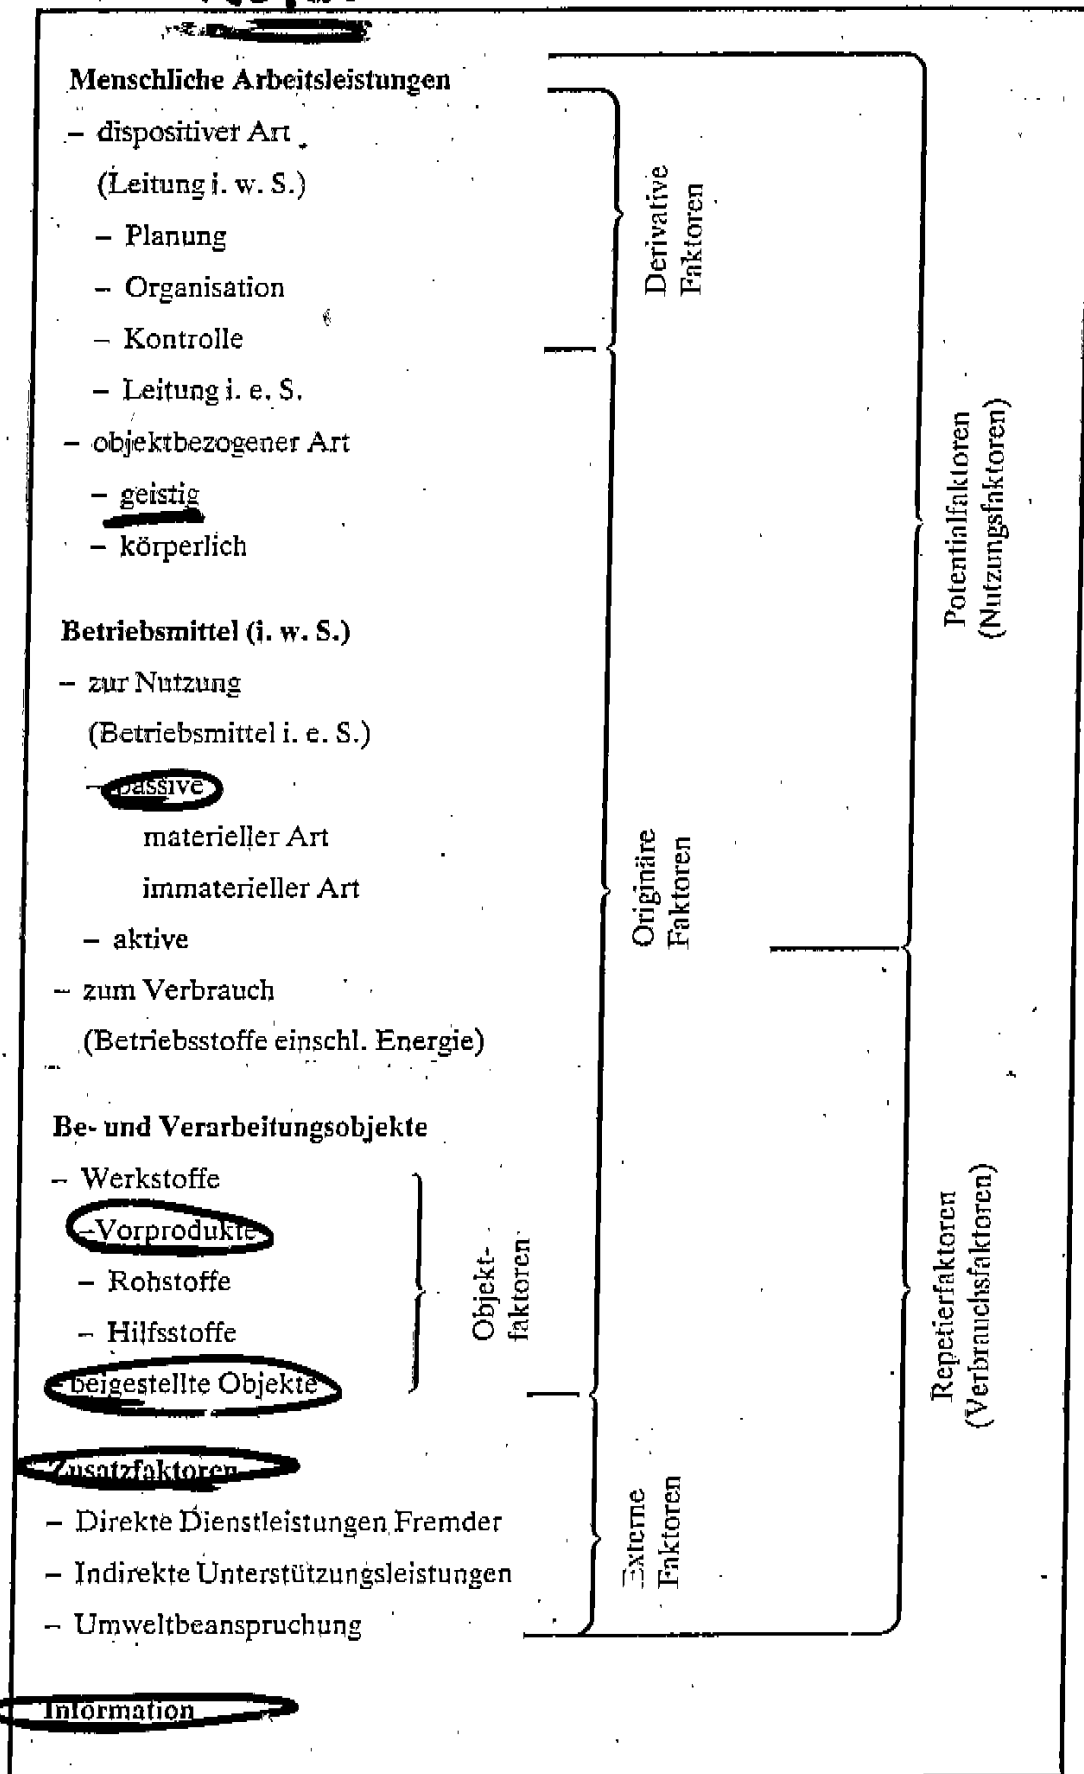 Menschliche Arbeitsleistungen
– dispositiver Art
(Leitung i. w. S.)
– Planung
– Organisation
– Kontrolle
– Leitung i. e. S.
– objektbezogener Art
– geistig
– körperlich
Derivative
Faktoren
Potentialfaktoren
(Nutzungsfaktoren)
Betriebsmittel (i. w. S.)
– zur Nutzung
(Betriebsmittel i. e. S.)
– passive
materieller Art
immaterieller Art
– aktive
– zum Verbrauch
(Betriebsstoffe einschl. Energie)
Originäre
Faktoren
Be- und Verarbeitungsobjekte
– Werkstoffe
– Vorprodukte
– Rohstoffe
– Hilfsstoffe
– beigestellte Objekte
Objekt-
faktoren
Repetierfaktoren
(Verbrauchsfaktoren)
Zusatzfaktoren
– Direkte Dienstleistungen Fremder
– Indirekte Unterstützungsleistungen
– Umweltbeanspruchung
Externe
Faktoren
Information